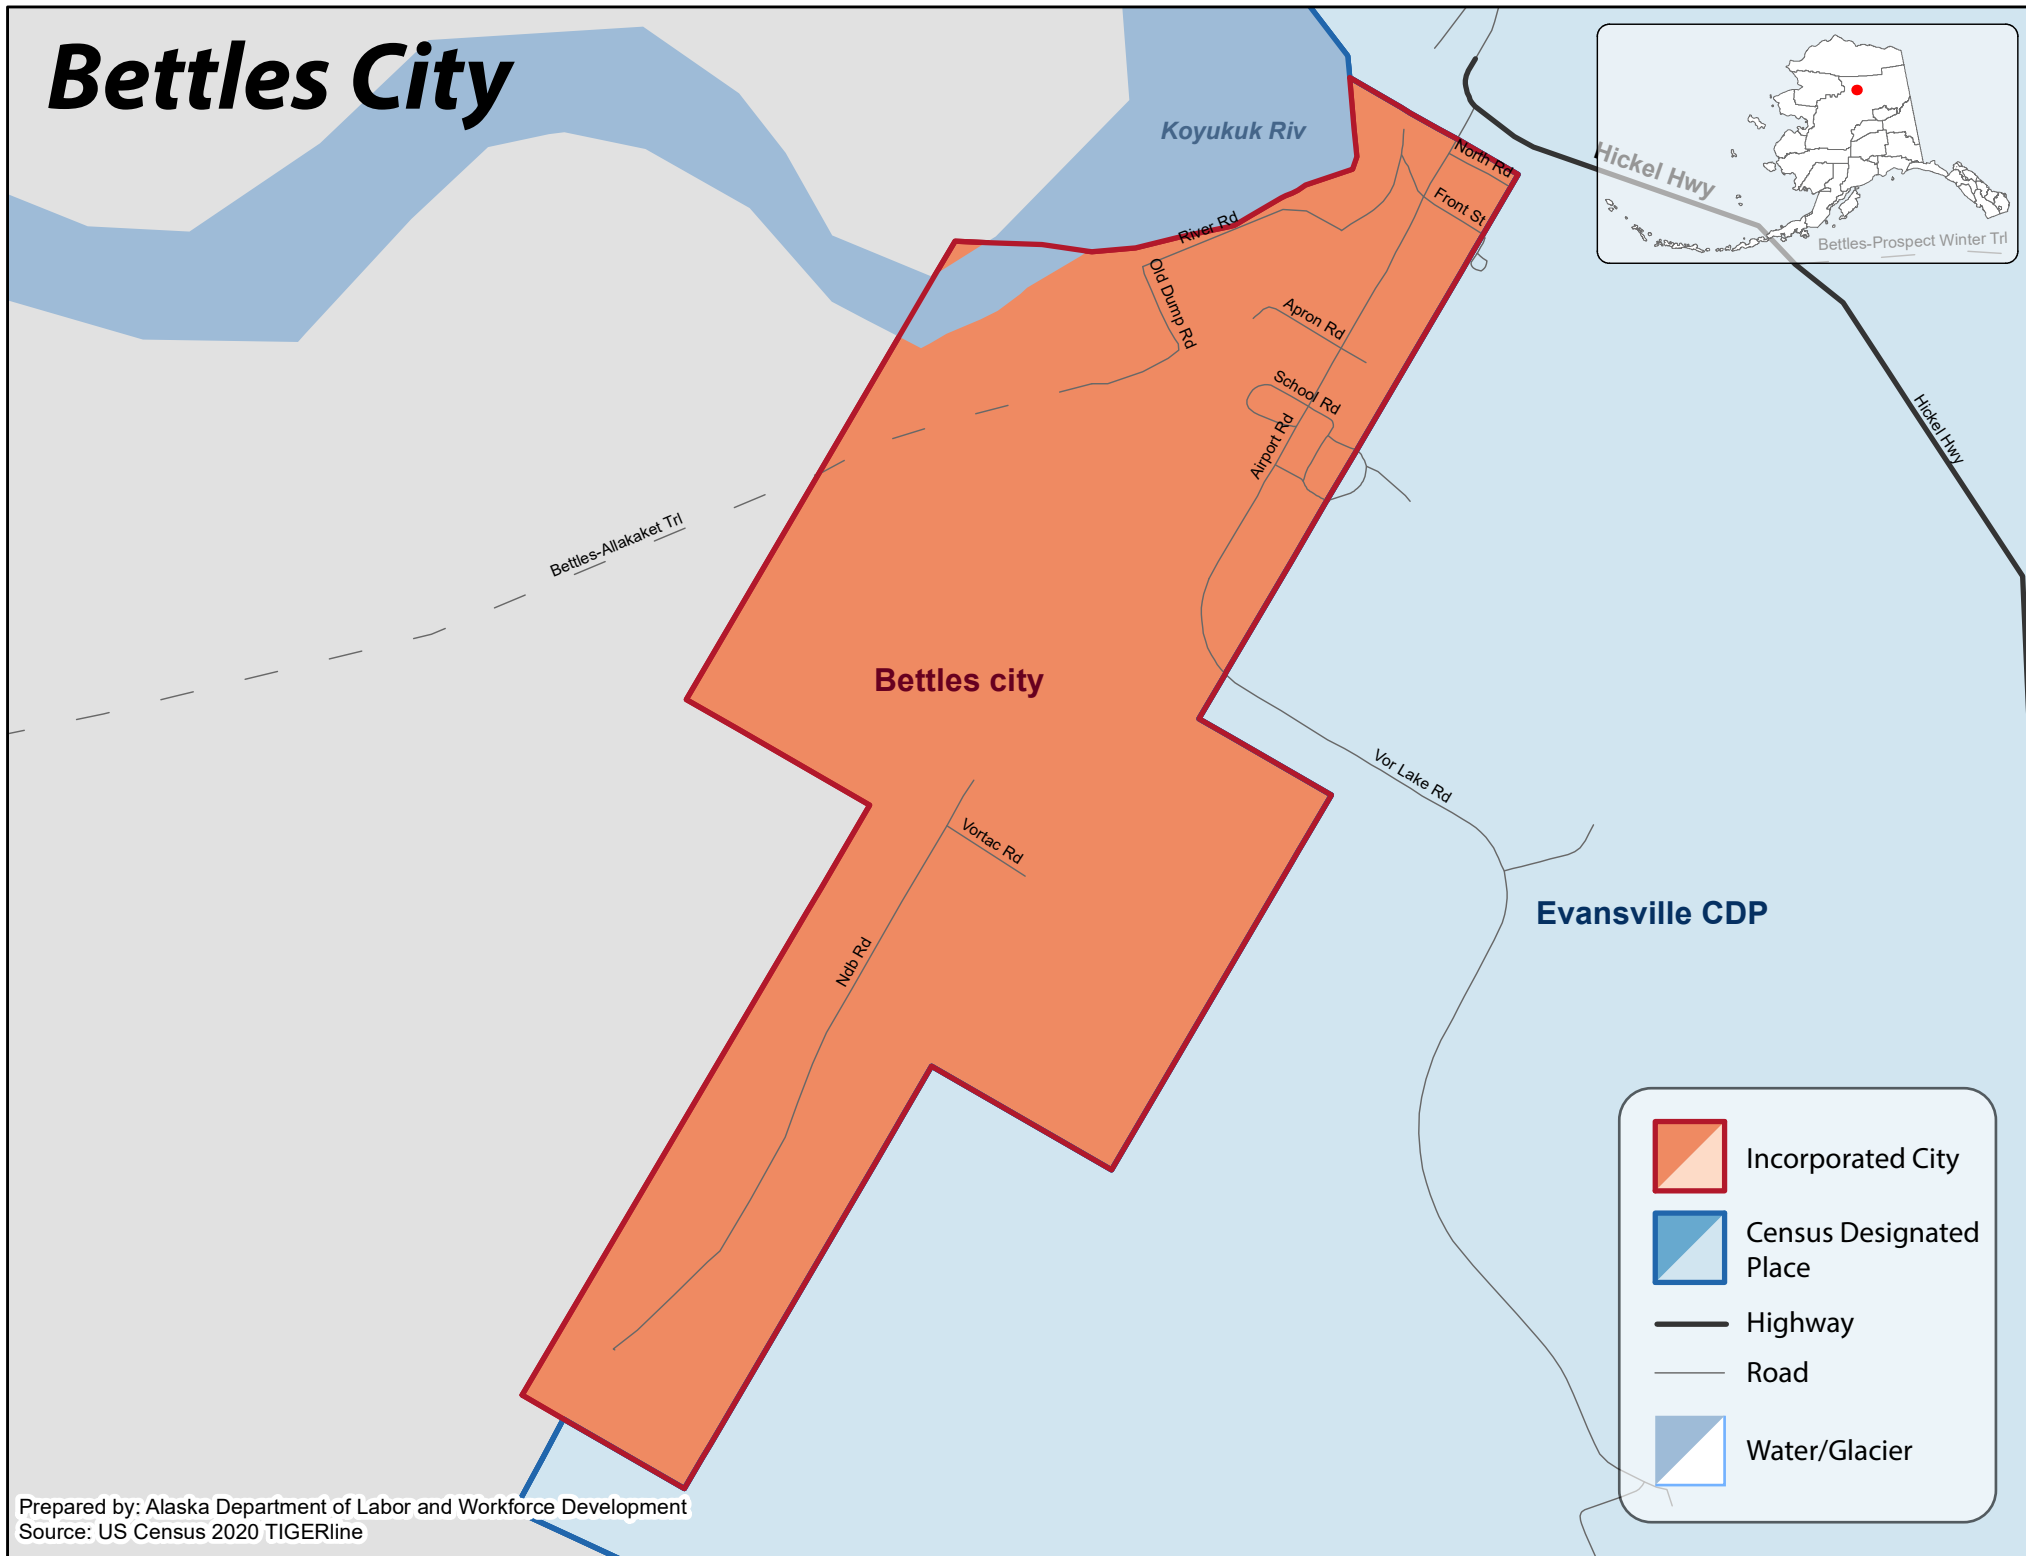 Bettles City
Koyukuk Riv
Hickel Hwy
Bettles-Prospect Winter Trl
North Rd
Front St
River Rd
Old Dump Rd
Apron Rd
School Rd
Airport Rd
Hickel Hwy
Bettles-Allakaket Trl
Bettles city
Vor Lake Rd
Vortac Rd
Evansville CDP
Ndb Rd
Incorporated City
Census Designated
Place
Highway
Road
Water/Glacier
Prepared by: Alaska Department of Labor and Workforce Development
Source: US Census 2020 TIGERline